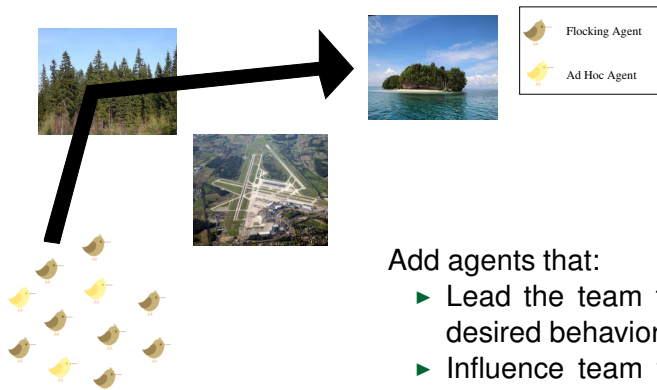 Flocking Agent
Ad Hoc Agent
Add agents that:
► Lead the team
desired behavior
► Influence team